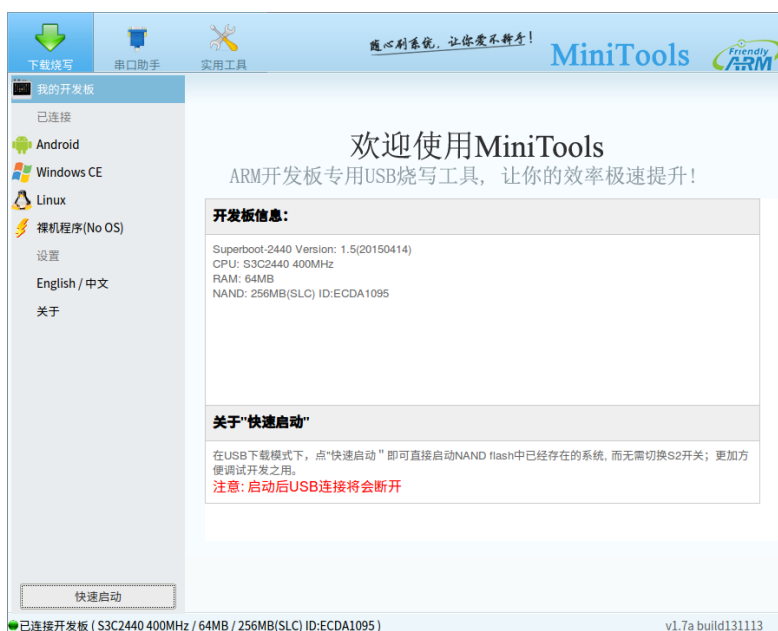 下载烧写
串口助手
实用工具
随心刷系统，让你爱不释手！
MiniTools
Friendly
ARM
我的开发板
已连接
Android
Windows CE
Linux
裸机程序(No OS)
设置
English / 中文
关于
欢迎使用MiniTools
ARM开发板专用USB烧写工具, 让你的效率极速提升！
开发板信息：
Superboot-2440 Version: 1.5(20150414)
CPU: S3C2440 400MHz
RAM: 64MB
NAND: 256MB(SLC) ID:ECDA1095
关于"快速启动"
在USB下载模式下，点"快速启动＂即可直接启动NAND flash中已经存在的系统, 而无需切换S2开关；更加方
便调试开发之用。
注意: 启动后USB连接将会断开
快速启动
已连接开发板 ( S3C2440 400MHz / 64MB / 256MB(SLC) ID:ECDA1095 )
v1.7a build131113